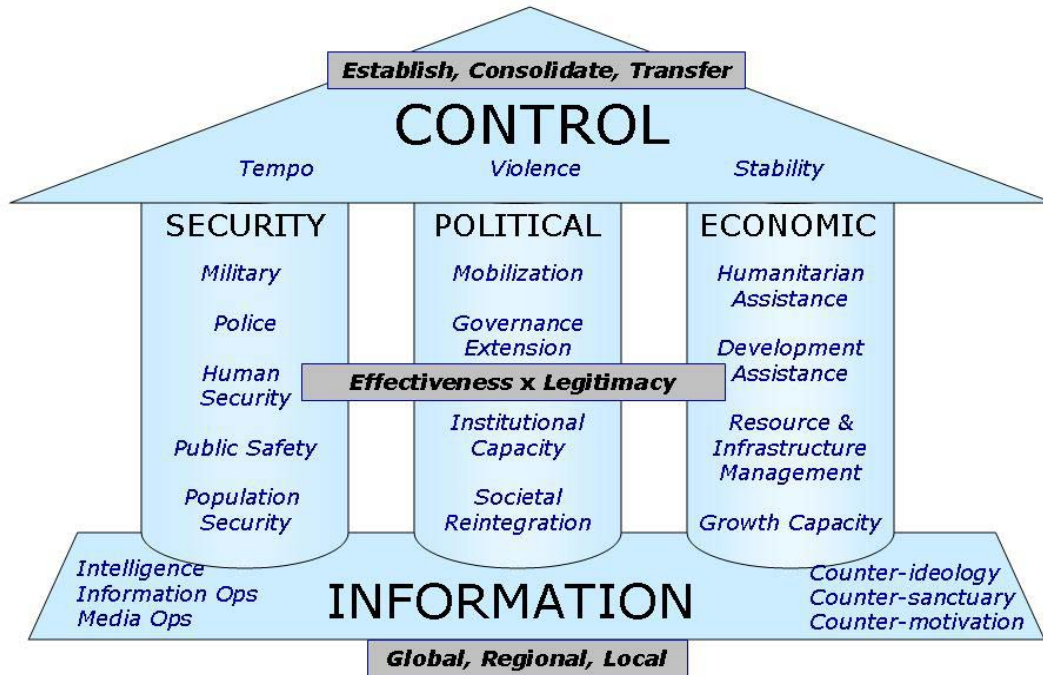 Establish, Consolidate, Transfer
CONTROL
Tempo
Violence
Stability
SECURITY
Military
Police
Human
Security
Public Safety
Population
Security
POLITICAL
Mobilization
Governance
Extension
Institutional
Capacity
Societal
Reintegration
ECONOMIC
Humanitarian
Assistance
Development
Assistance
Resource &
Infrastructure
Management
Growth Capacity
Effectiveness x Legitimacy
Intelligence
Information Ops
Media Ops
INFORMATION
Counter-ideology
Counter-sanctuary
Counter-motivation
Global, Regional, Local